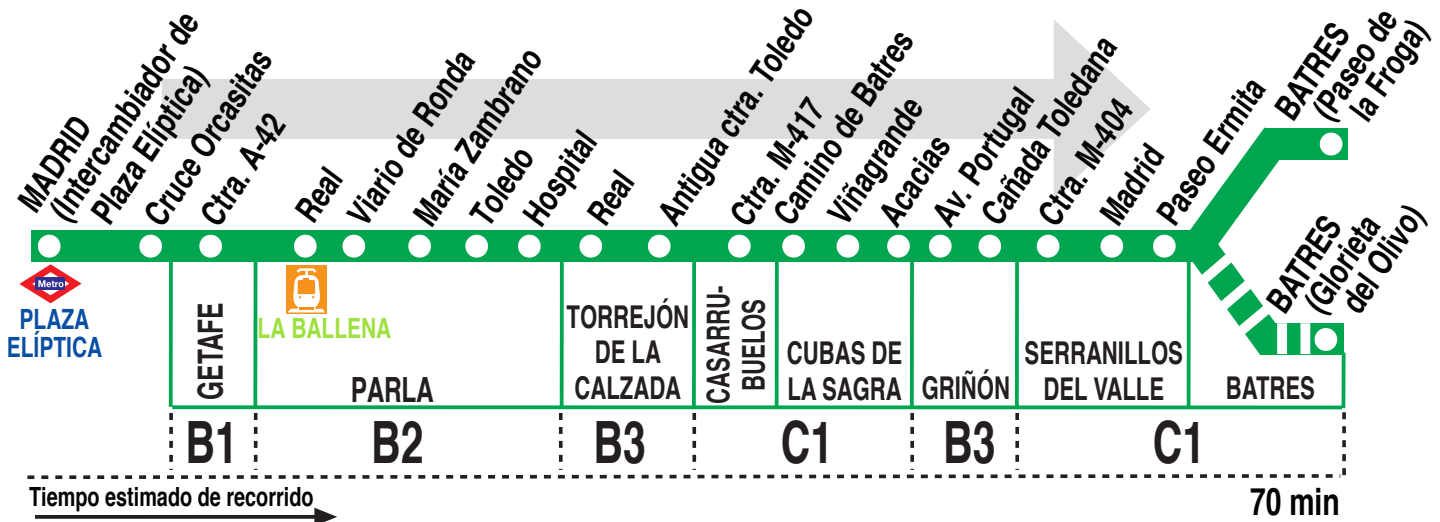 MADRID
(Intercambiador de
Plaza Elíptica)
Cruce Orcasitas
Ctra. A-42
Real
Viario de Ronda
María Zambrano
Toledo
Hospital
Real
Antigua ctra. Toledo
Ctra. M-417
Camino de Batres
Viñagrande
Acacias
Av. Portugal
Cañada Toledana
Ctra. M-404
Madrid
Paseo Ermita
BATRES
(Paseo de
la Froga)
BATRES
(Glorieta
del Olivo)
Metro
PLAZA
ELÍPTICA
LA BALLENA
GETAFE
PARLA
TORREJÓN
DE LA
CALZADA
CASARRU-
BUELOS
CUBAS DE
LA SAGRA
GRIÑÓN
SERRANILLOS
DEL VALLE
BATRES
B1
B2
B3
C1
B3
C1
Tiempo estimado de recorrido
70 min